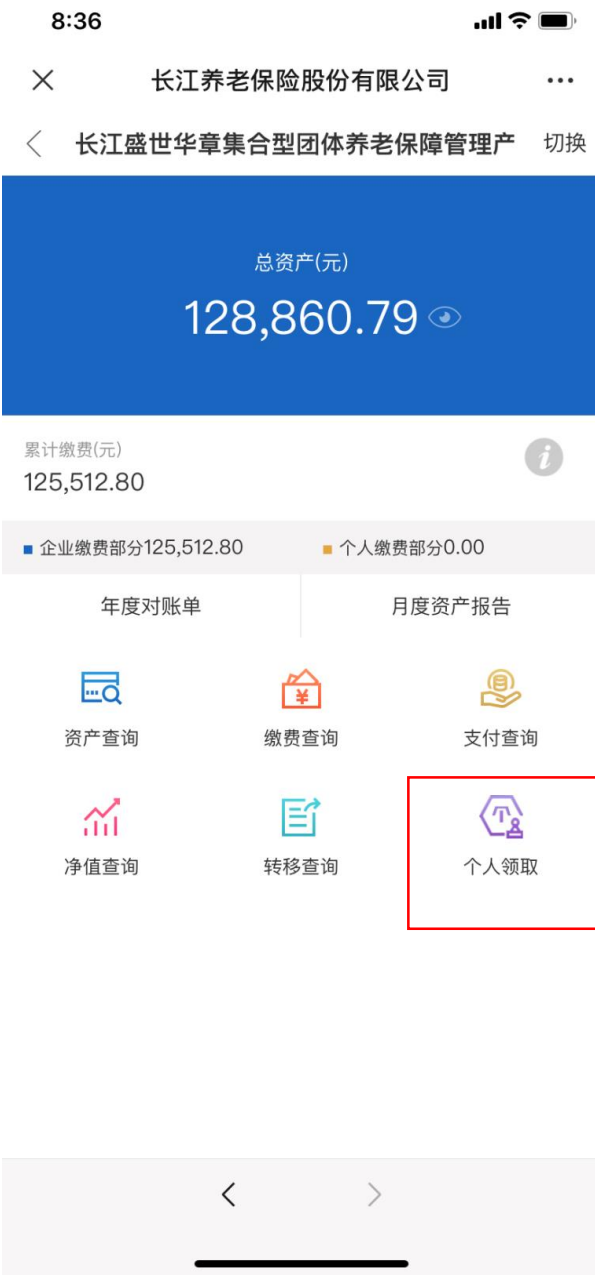 8:36
长江养老保险股份有限公司
长江盛世华章集合型团体养老保障管理产 切换
总资产(元)
128,860.79
累计缴费(元)
125,512.80
企业缴费部分125,512.80 个人缴费部分0.00
年度对账单 月度资产报告
资产查询 缴费查询 支付查询
净值查询 转移查询 个人领取